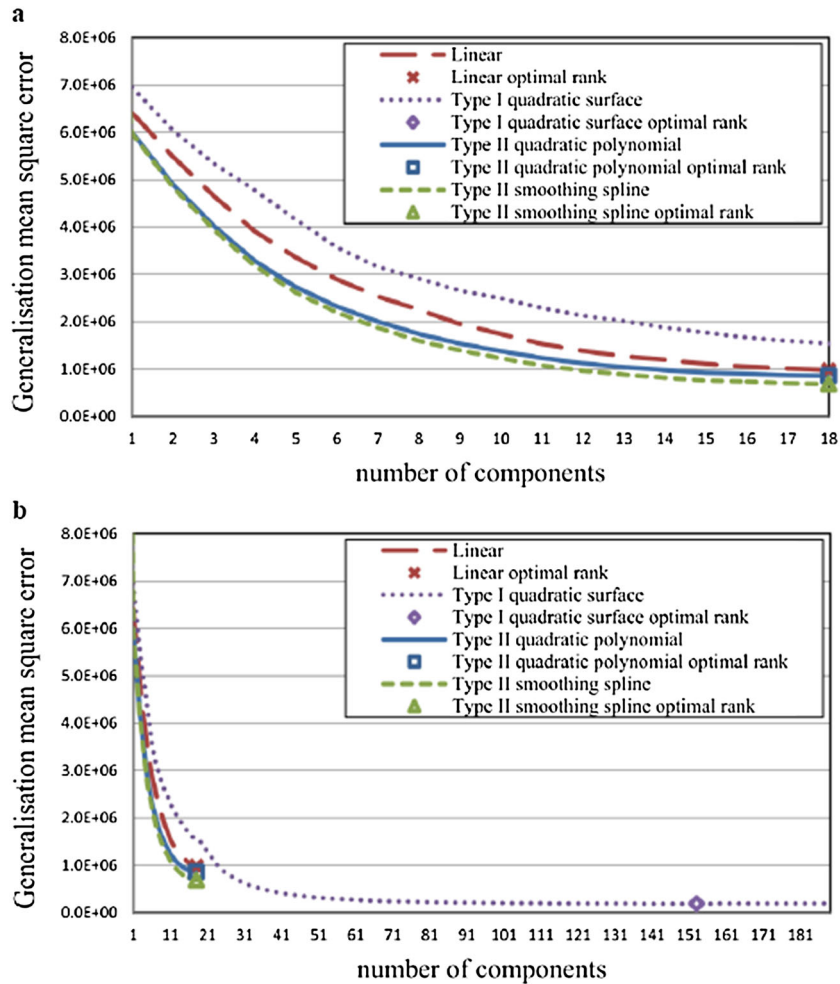 a
Generalisation mean square error
8.0E+06
7.0E+06
6.0E+06
5.0E+06
4.0E+06
3.0E+06
2.0E+06
1.0E+06
0.0E+00
Linear
Linear optimal rank
Type I quadratic surface
Type I quadratic surface optimal rank
Type II quadratic polynomial
Type II quadratic polynomial optimal rank
Type II smoothing spline
Type II smoothing spline optimal rank
1 2 3 4 5 6 7 8 9 10 11 12 13 14 15 16 17 18
number of components
b
Generalisation mean square error
8.0E+06
7.0E+06
6.0E+06
5.0E+06
4.0E+06
3.0E+06
2.0E+06
1.0E+06
0.0E+00
Linear
Linear optimal rank
Type I quadratic surface
Type I quadratic surface optimal rank
Type II quadratic polynomial
Type II quadratic polynomial optimal rank
Type II smoothing spline
Type II smoothing spline optimal rank
1 11 21 31 41 51 61 71 81 91 101 111 121 131 141 151 161 171 181
number of components